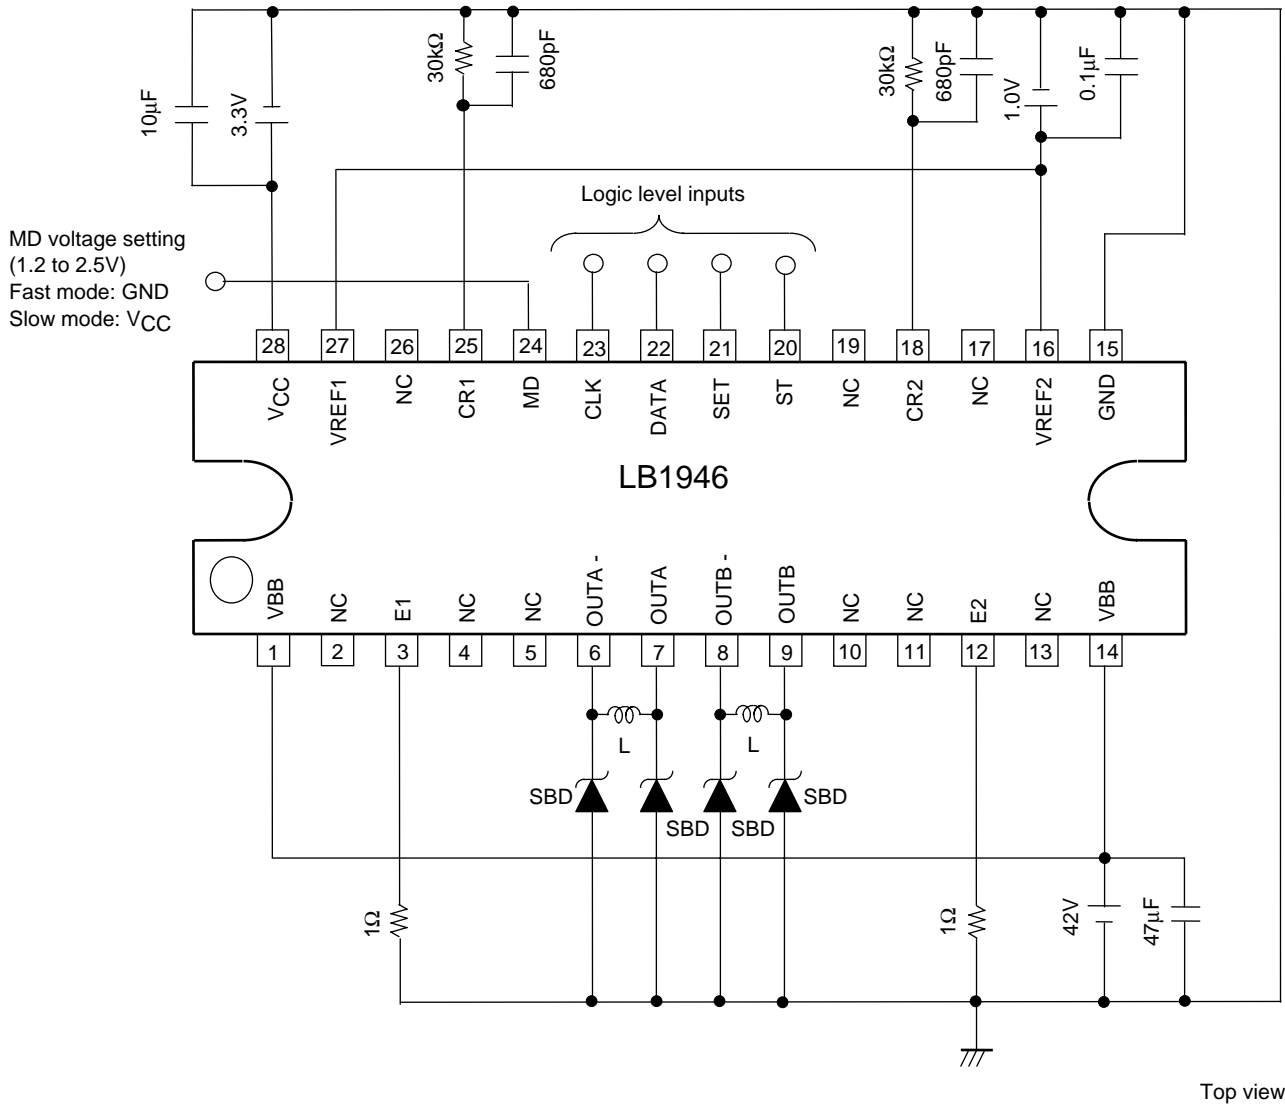 10μF
3.3V
30kΩ
680pF
30kΩ
680pF
1.0V
0.1μF
Logic level inputs
MD voltage setting
(1.2 to 2.5V)
Fast mode: GND
Slow mode: VCC
28 27 26 25 24 23 22 21 20 19 18 17 16 15
VCC VREF1 NC CR1 MD CLK DATA SET ST NC CR2 NC VREF2 GND
LB1946
VBB NC E1 NC NC OUTA - OUTA OUTB - OUTB NC NC E2 NC VBB
1 2 3 4 5 6 7 8 9 10 11 12 13 14
L L
SBD SBD SBD SBD
1Ω
1Ω
42V
47μF
Top view